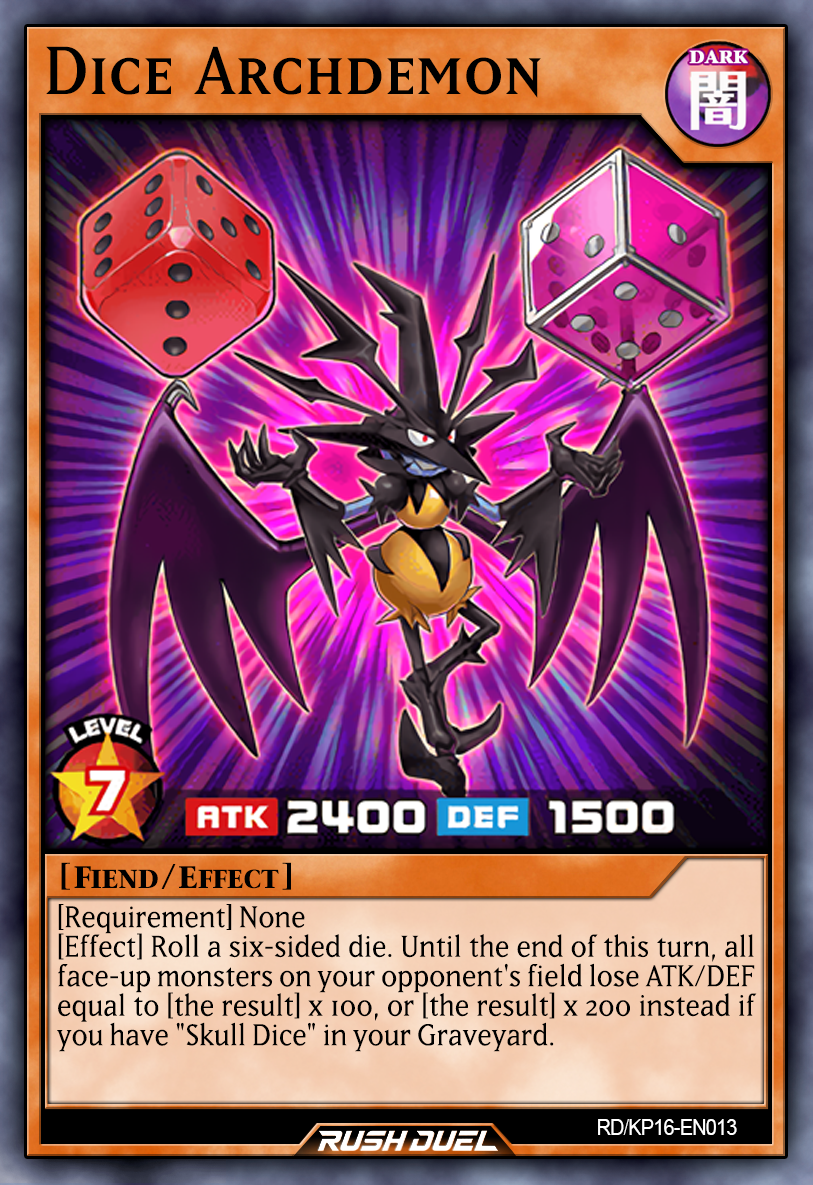 Dice Archdemon
DARK
闇
LEVEL
7
ATK 2400 DEF 1500
[Fiend/Effect]
[Requirement] None
[Effect] Roll a six-sided die. Until the end of this turn, all
face-up monsters on your opponent's field lose ATK/DEF
equal to [the result] x 100, or [the result] x 200 instead if
you have "Skull Dice" in your Graveyard.
RD/KP16-EN013
RUSH DUEL